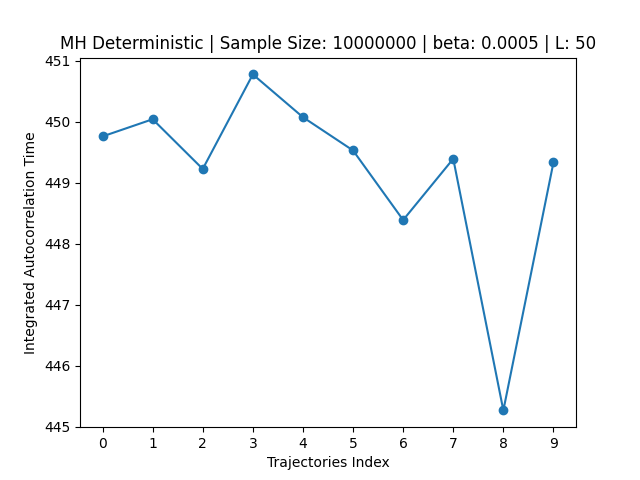 MH Deterministic | Sample Size: 10000000 | beta: 0.0005 | L: 50
451
450
449
448
447
446
445
Integrated Autocorrelation Time
0 1 2 3 4 5 6 7 8 9
Trajectories Index